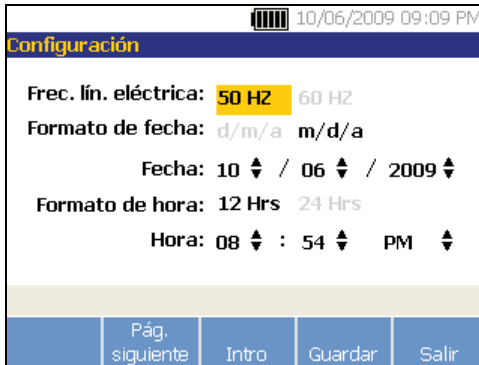 10/06/2009 09:09 PM
Configuración
Frec. lín. eléctrica: 50 HZ 60 HZ
Formato de fecha: d/m/a m/d/a
Fecha: 10 / 06 / 2009
Formato de hora: 12 Hrs 24 Hrs
Hora: 08 : 54 PM
Pág. siguiente Intro Guardar Salir